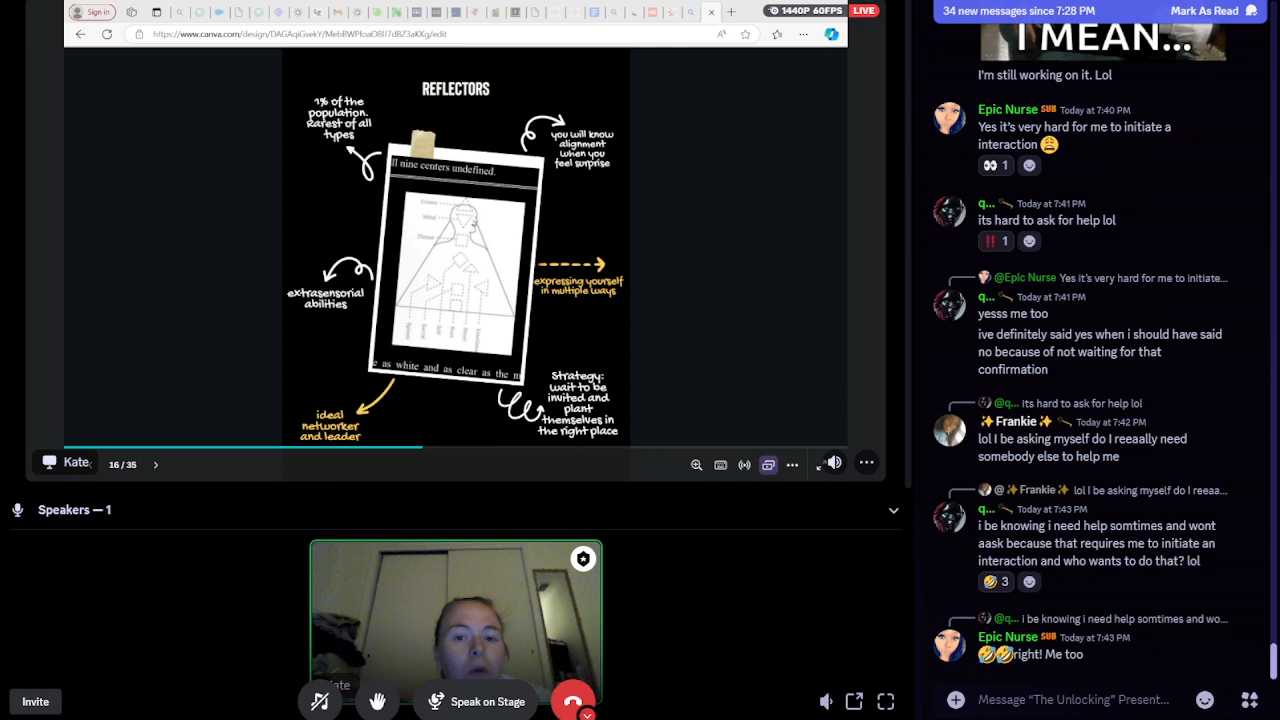 Sign in
1440P 60FPS
LIVE
34 new messages since 7:28 PM
Mark As Read
https://www.canva.com/design/DAGAqiGsekY/MebBWPfoaO8IJ7dBZ3aKKg/edit
REFLECTORS
1% of the
population.
Rarest of all
types
you will know
alignment
when you
feel surprise
ll nine centers undefined.
Crown
Mind
Throat
extrasensorial
abilities
expressing yourself
in multiple ways
e as white and as clear as the m
ideal
networker
and leader
Strategy:
wait to be
invited and
plant
themselves in
the right place
Kate
16 / 35
Speakers — 1
Invite
Speak on Stage
I MEAN...
I'm still working on it. Lol
Epic Nurse SUB Today at 7:40 PM
Yes it's very hard for me to initiate a
interaction 😩
👀 1
q... Today at 7:41 PM
its hard to ask for help lol
‼️ 1
@Epic Nurse Yes it's very hard for me to initiate...
q... Today at 7:41 PM
yesss me too
ive definitely said yes when i should have said
no because of not waiting for that
confirmation
@q... its hard to ask for help lol
✨Frankie✨ Today at 7:42 PM
lol I be asking myself do I reeaally need
somebody else to help me
@✨Frankie✨ lol I be asking myself do I reeaa...
q... Today at 7:43 PM
i be knowing i need help somtimes and wont
aask because that requires me to initiate an
interaction and who wants to do that? lol
🤣 3
@q... i be knowing i need help somtimes and wo...
Epic Nurse SUB Today at 7:43 PM
🤣🤣right! Me too
Message “The Unlocking” Present...